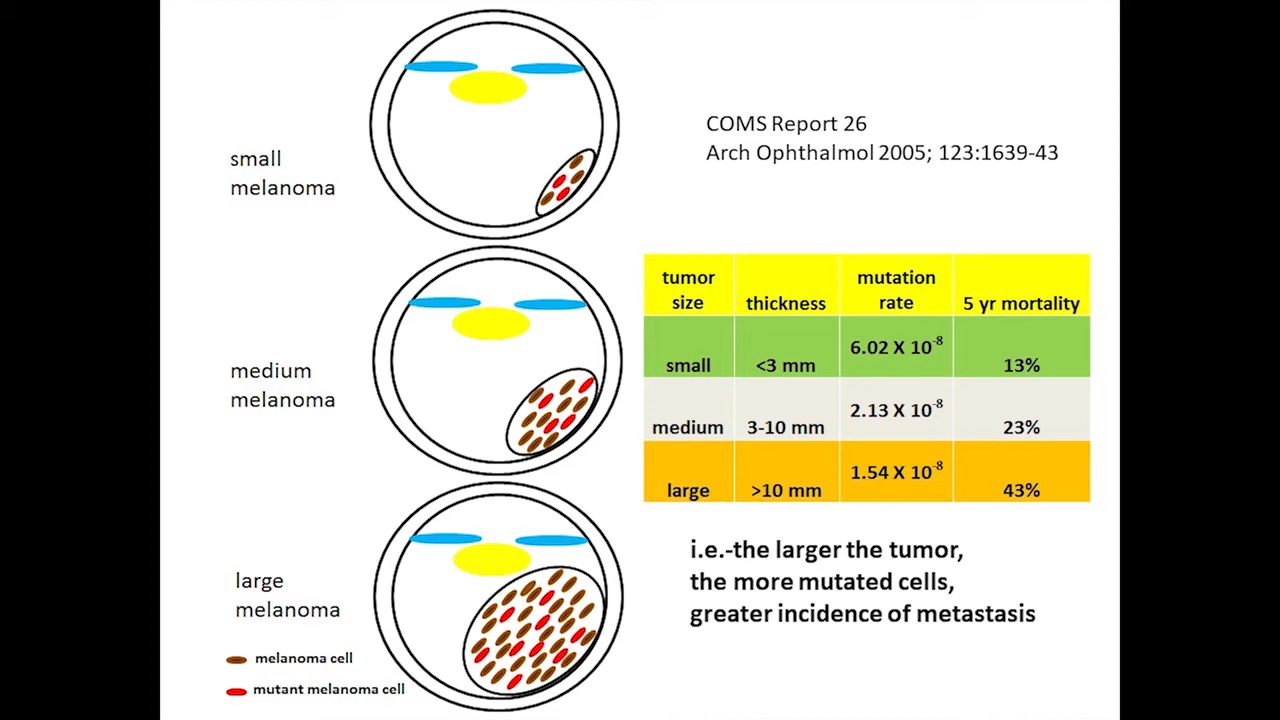 small
melanoma
COMS Report 26
Arch Ophthalmol 2005; 123:1639-43
medium
melanoma
tumor size thickness mutation rate 5 yr mortality
small <3 mm 6.02 X 10⁻⁸ 13%
medium 3-10 mm 2.13 X 10⁻⁸ 23%
large >10 mm 1.54 X 10⁻⁸ 43%
i.e.-the larger the tumor,
the more mutated cells,
greater incidence of metastasis
large
melanoma
melanoma cell
mutant melanoma cell